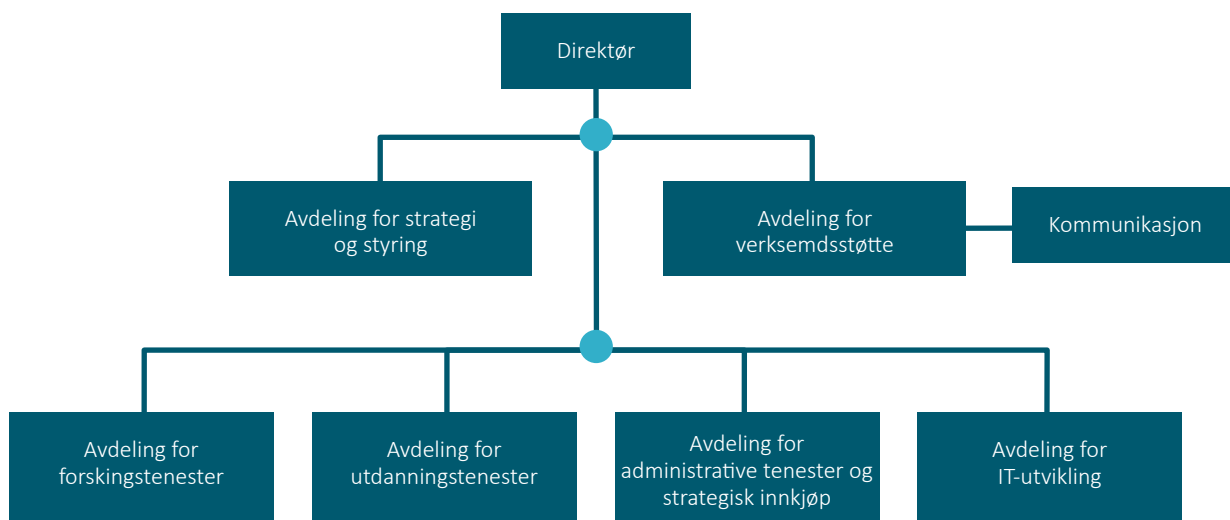 Direktør
Avdeling for strategi
og styring
Avdeling for
verksemdsstøtte
Kommunikasjon
Avdeling for
forskingstenester
Avdeling for
utdanningstenester
Avdeling for
administrative tenester og
strategisk innkjøp
Avdeling for
IT-utvikling